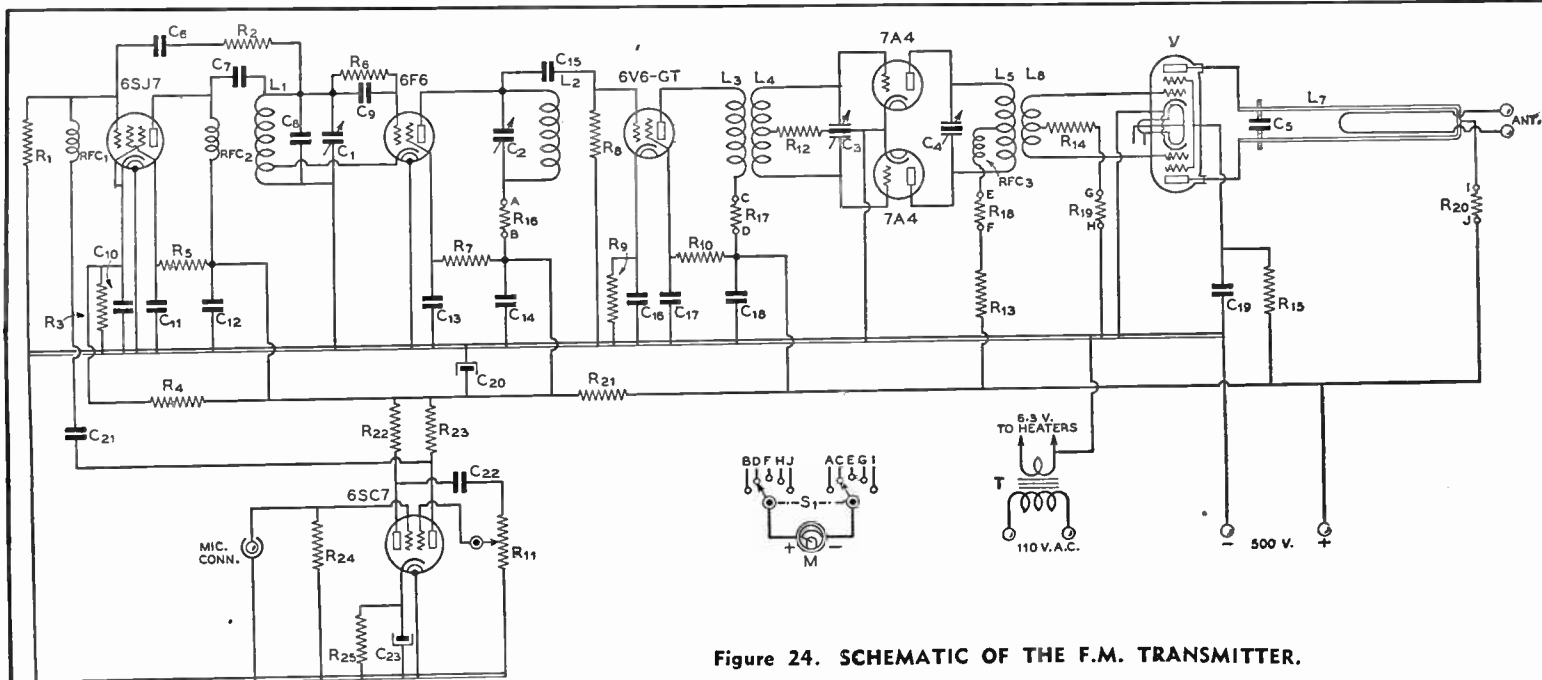 C6 R2 C7 L1 6SJ7 R6 C9 6F6 L2 C15
6V6-GT L3 L4 7A4 L5 L8 V L7
R1 RFC1 RFC2 C8 C1 C2 R8 R12 C3 C4 RFC3 R14 C5 ANT.
7A4
A R16 B C R17 D E R18 F G R19 H I R20 J
R3 C10 R5 C11 C12 R7 C13 C14 R9 R10 C16 C17 C18 R13 C19 R15
R4 C20 R21
C21 R22 R23 C22
6SC7
MIC. CONN. R24 R11
R25 C23
B D F H J A C E G I
S1
+ M -
6.3 V.
TO HEATERS
T
110 V. A.C.
- 500 V. +
Figure 24. SCHEMATIC OF THE F.M. TRANSMITTER.